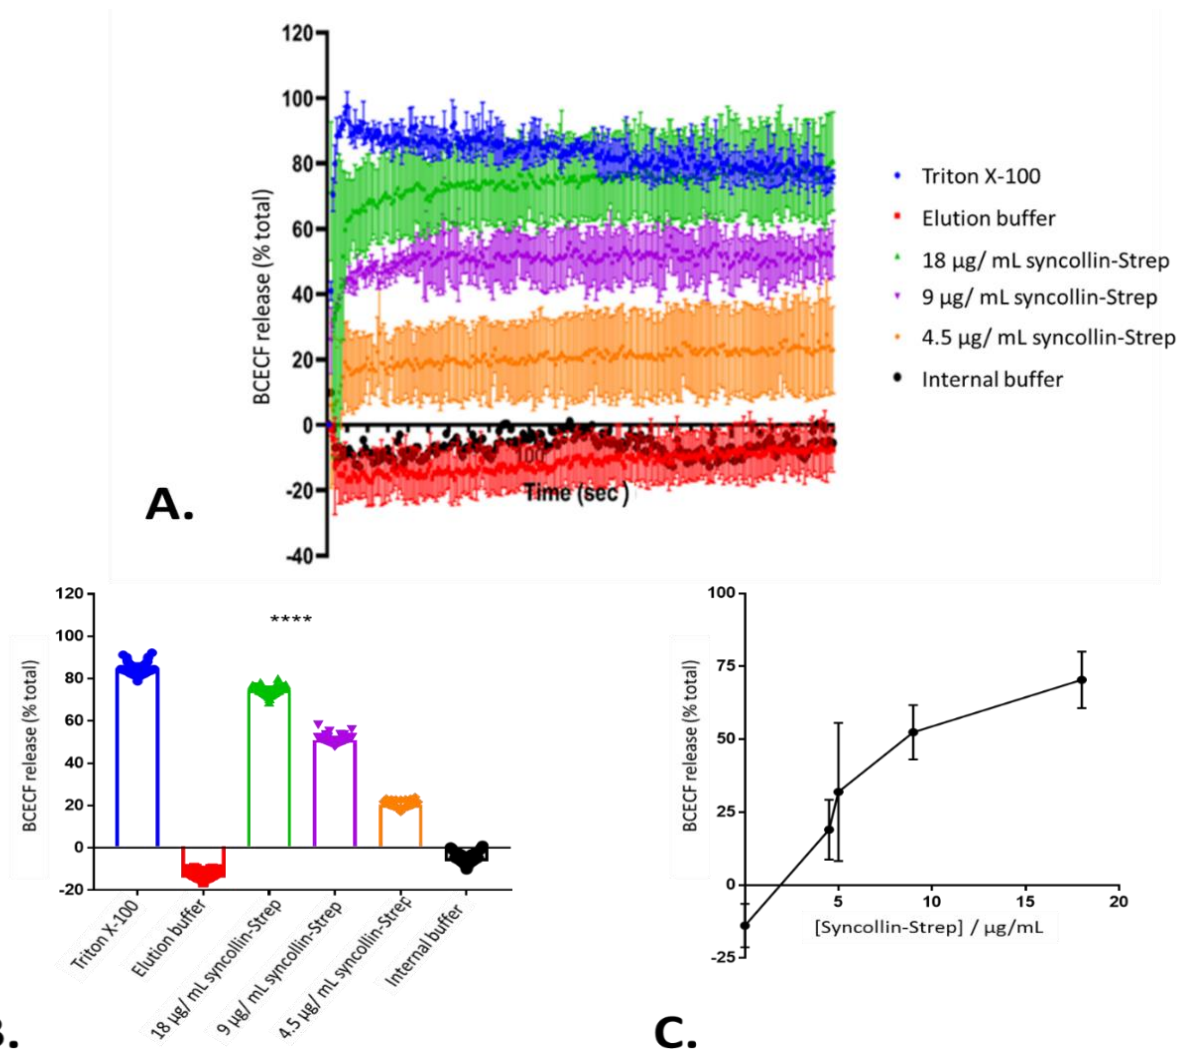 120
100
80
60
40
20
0
-20
-40
BCECF release (% total)
100
Time (sec)
Triton X-100
Elution buffer
18 µg/ mL syncollin-Strep
9 µg/ mL syncollin-Strep
4.5 µg/ mL syncollin-Strep
Internal buffer
A.
120
100
80
60
40
20
0
-20
BCECF release (% total)
****
Triton X-100
Elution buffer
18 µg/ mL syncollin-Strep
9 µg/ mL syncollin-Strep
4.5 µg/ mL syncollin-Strep
Internal buffer
100
75
50
25
0
-25
BCECF release (% total)
5
10
15
20
[Syncollin-Strep] / µg/mL
C.